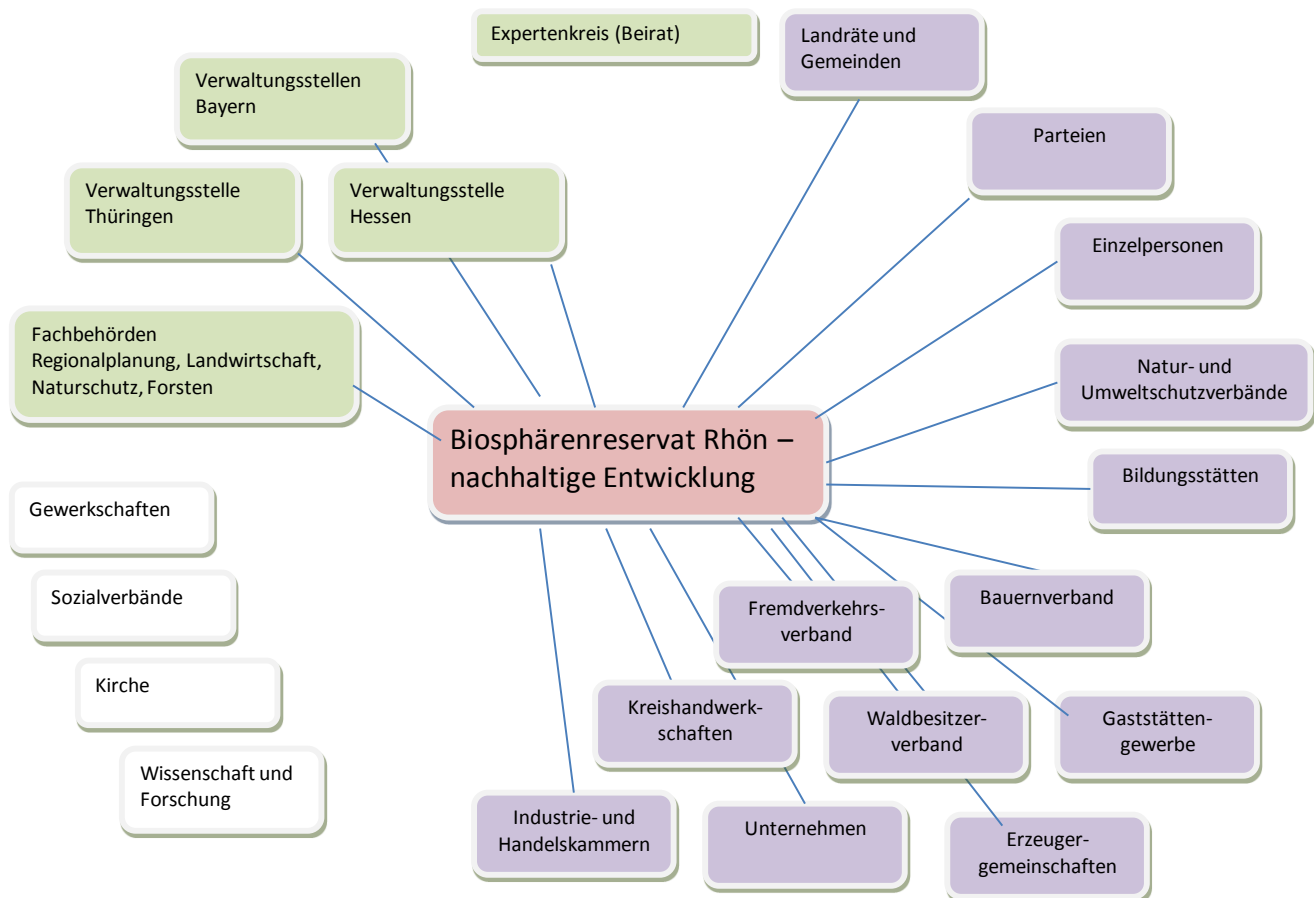 Expertenkreis (Beirat)
Landräte und
Gemeinden
Verwaltungsstellen
Bayern
Parteien
Verwaltungsstelle
Thüringen
Verwaltungsstelle
Hessen
Einzelpersonen
Fachbehörden
Regionalplanung, Landwirtschaft,
Naturschutz, Forsten
Natur- und
Umweltschutzverbände
Biosphärenreservat Rhön –
nachhaltige Entwicklung
Bildungsstätten
Gewerkschaften
Sozialverbände
Fremdverkehrs-
verband
Bauernverband
Kirche
Kreishandwerk-
schaften
Waldbesitzer-
verband
Gaststätten-
gewerbe
Wissenschaft und
Forschung
Industrie- und
Handelskammern
Unternehmen
Erzeuger-
gemeinschaften